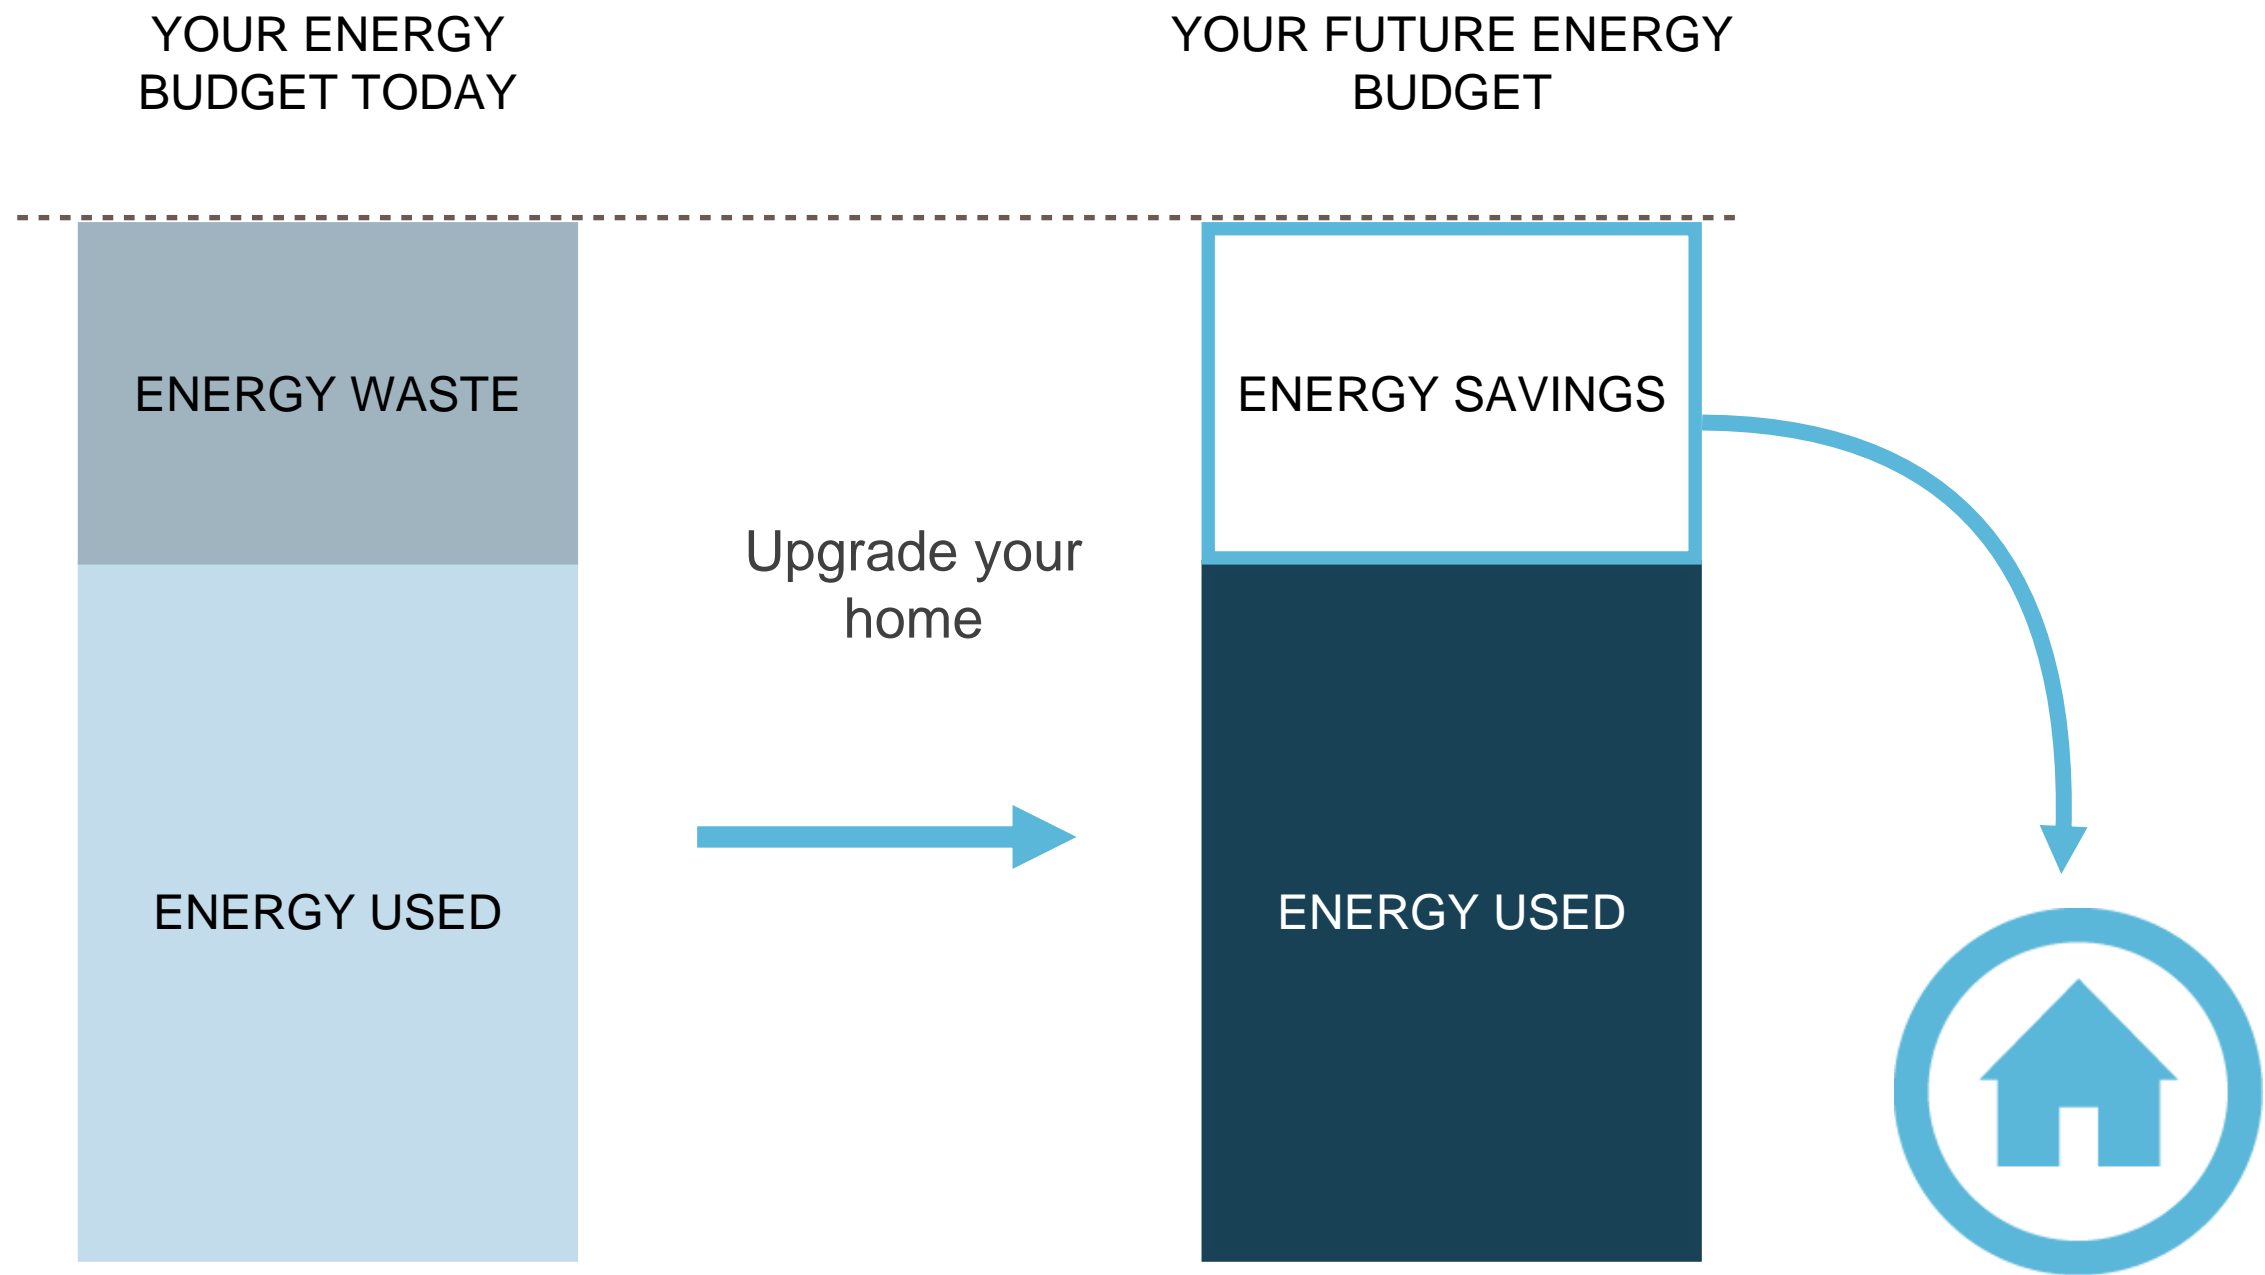 YOUR ENERGY
BUDGET TODAY
YOUR FUTURE ENERGY
BUDGET
ENERGY WASTE
ENERGY SAVINGS
Upgrade your
home
ENERGY USED
ENERGY USED